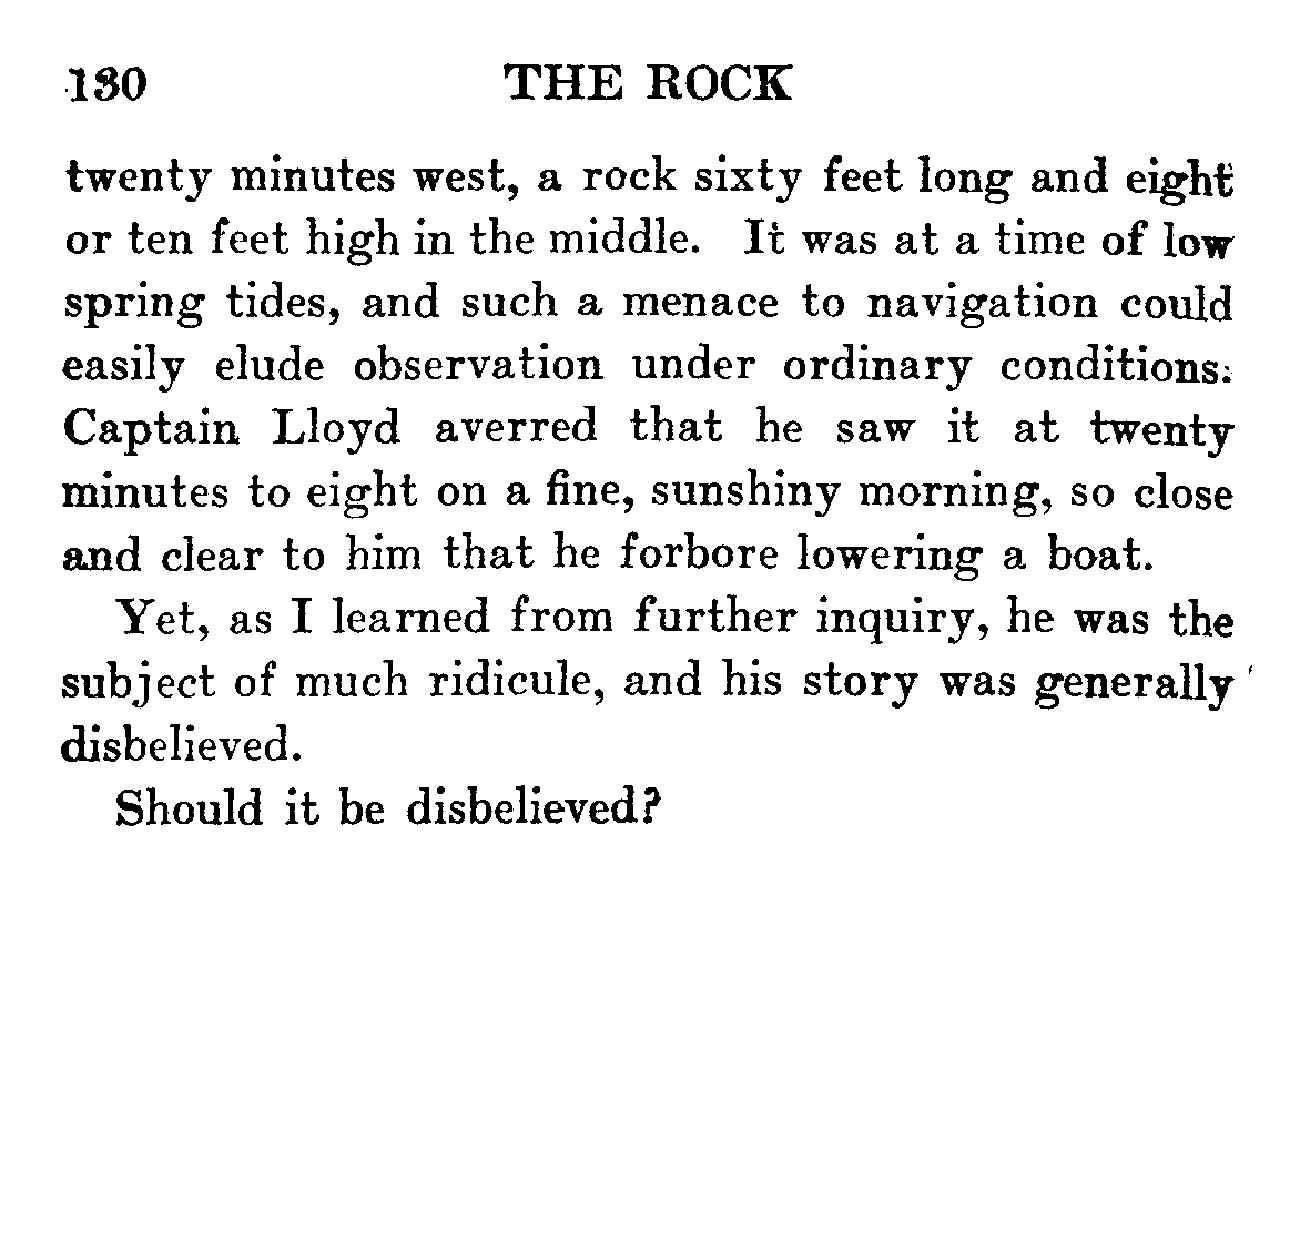 130 THE ROCK
twenty minutes west, a rock sixty feet long and eight
or ten feet high in the middle. It was at a time of low
spring tides, and such a menace to navigation could
easily elude observation under ordinary conditions.
Captain Lloyd averred that he saw it at twenty
minutes to eight on a fine, sunshiny morning, so close
and clear to him that he forbore lowering a boat.
Yet, as I learned from further inquiry, he was the
subject of much ridicule, and his story was generally
disbelieved.
Should it be disbelieved?